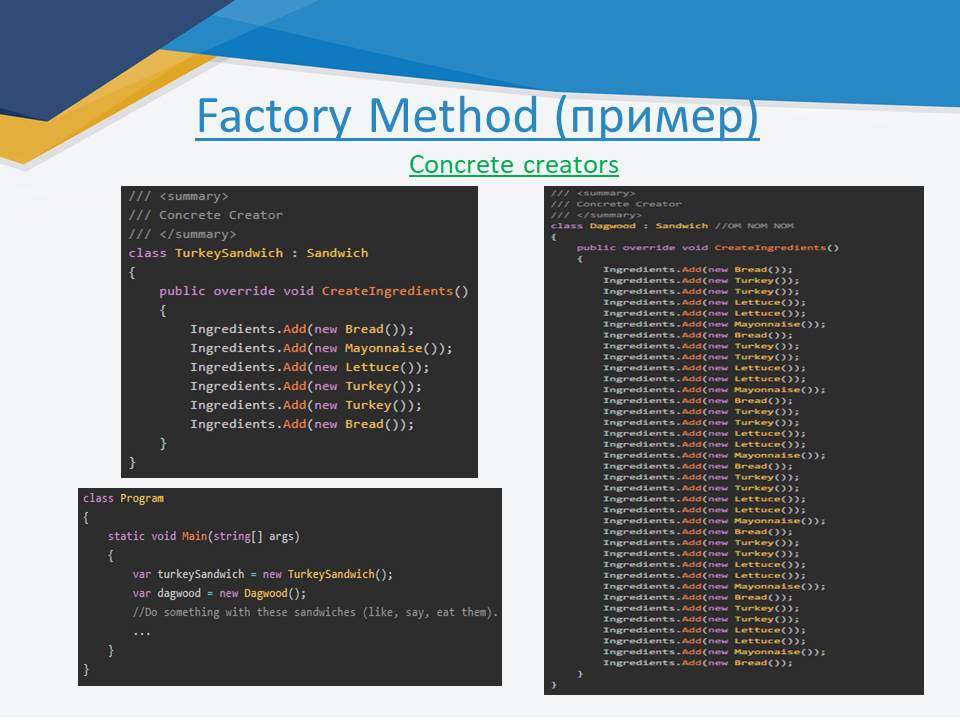 Factory Method (пример)
Concrete creators
/// <summary>
/// Concrete Creator
/// </summary>
class TurkeySandwich : Sandwich
{
public override void CreateIngredients()
{
Ingredients.Add(new Bread());
Ingredients.Add(new Mayonnaise());
Ingredients.Add(new Lettuce());
Ingredients.Add(new Turkey());
Ingredients.Add(new Turkey());
Ingredients.Add(new Bread());
}
}
class Program
{
static void Main(string[] args)
{
var turkeySandwich = new TurkeySandwich();
var dagwood = new Dagwood();
//Do something with these sandwiches (like, say, eat them).
...
}
}
/// <summary>
/// Concrete Creator
/// </summary>
class Dagwood : Sandwich //OM NOM NOM
{
public override void CreateIngredients()
{
Ingredients.Add(new Bread());
Ingredients.Add(new Turkey());
Ingredients.Add(new Turkey());
Ingredients.Add(new Lettuce());
Ingredients.Add(new Lettuce());
Ingredients.Add(new Mayonnaise());
Ingredients.Add(new Bread());
Ingredients.Add(new Turkey());
Ingredients.Add(new Turkey());
Ingredients.Add(new Lettuce());
Ingredients.Add(new Lettuce());
Ingredients.Add(new Mayonnaise());
Ingredients.Add(new Bread());
Ingredients.Add(new Turkey());
Ingredients.Add(new Turkey());
Ingredients.Add(new Lettuce());
Ingredients.Add(new Lettuce());
Ingredients.Add(new Mayonnaise());
Ingredients.Add(new Bread());
Ingredients.Add(new Turkey());
Ingredients.Add(new Turkey());
Ingredients.Add(new Lettuce());
Ingredients.Add(new Lettuce());
Ingredients.Add(new Mayonnaise());
Ingredients.Add(new Bread());
Ingredients.Add(new Turkey());
Ingredients.Add(new Turkey());
Ingredients.Add(new Lettuce());
Ingredients.Add(new Lettuce());
Ingredients.Add(new Mayonnaise());
Ingredients.Add(new Bread());
Ingredients.Add(new Turkey());
Ingredients.Add(new Turkey());
Ingredients.Add(new Lettuce());
Ingredients.Add(new Lettuce());
Ingredients.Add(new Mayonnaise());
Ingredients.Add(new Bread());
}
}